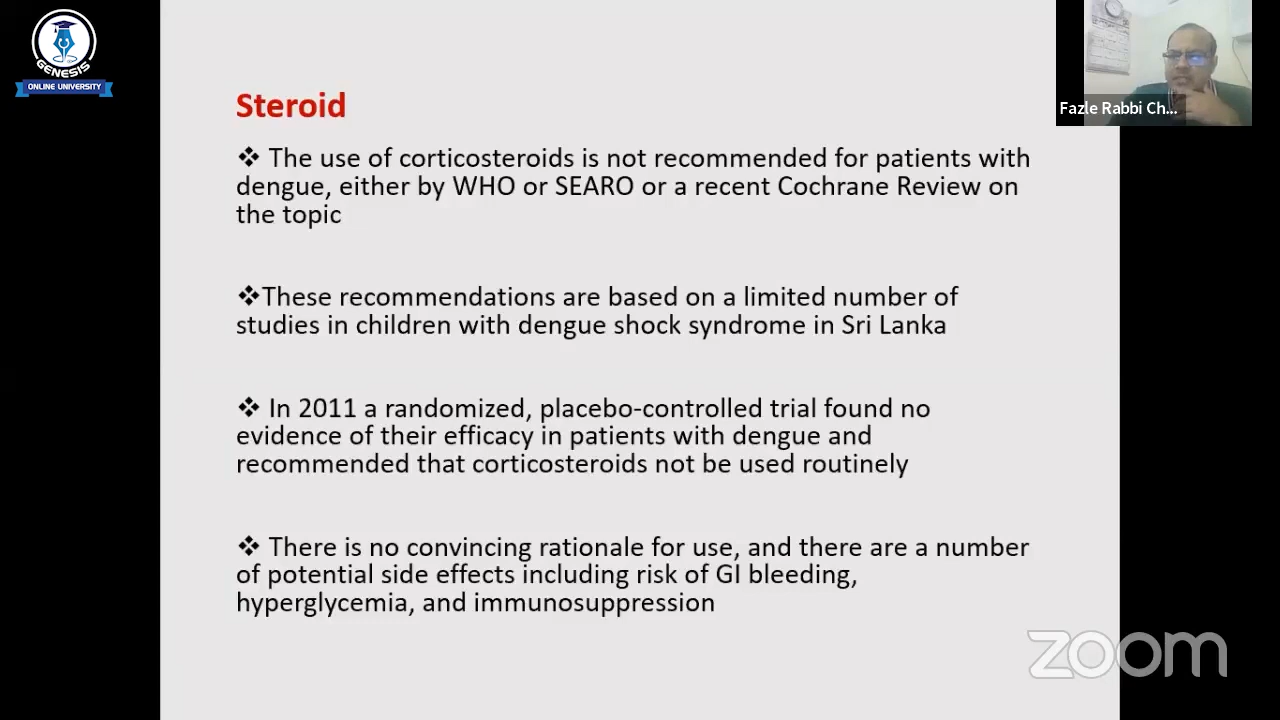 GENESIS
ONLINE UNIVERSITY
Fazle Rabbi Ch...
Steroid
❖ The use of corticosteroids is not recommended for patients with
dengue, either by WHO or SEARO or a recent Cochrane Review on
the topic
❖These recommendations are based on a limited number of
studies in children with dengue shock syndrome in Sri Lanka
❖ In 2011 a randomized, placebo-controlled trial found no
evidence of their efficacy in patients with dengue and
recommended that corticosteroids not be used routinely
❖ There is no convincing rationale for use, and there are a number
of potential side effects including risk of GI bleeding,
hyperglycemia, and immunosuppression
zoom